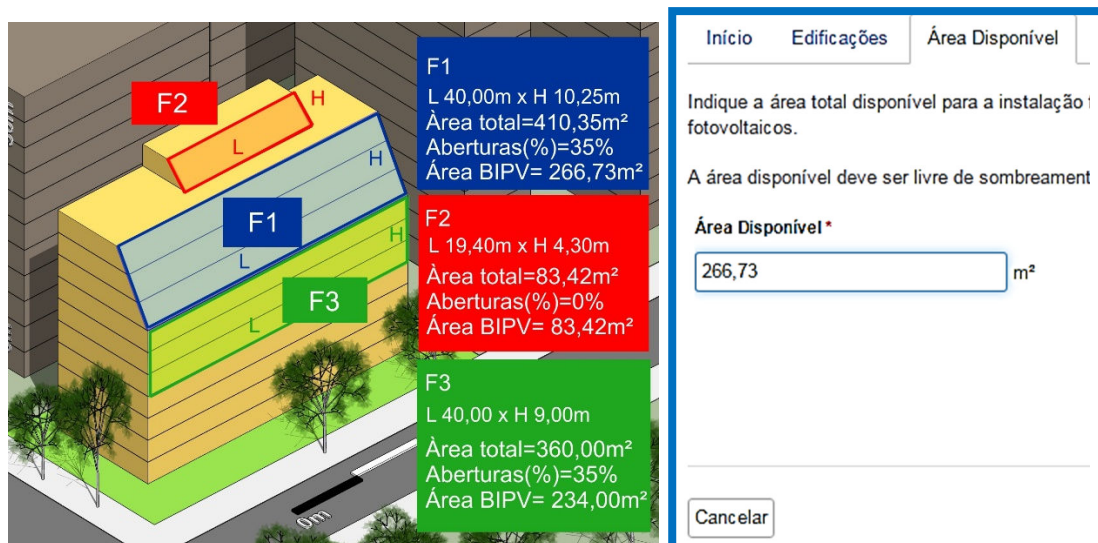 F2
H
L
H
F1
L
H
F3
L
0m
F1
L 40,00m x H 10,25m
Àrea total=410,35m²
Aberturas(%)=35%
Área BIPV= 266,73m²
F2
L 19,40m x H 4,30m
Àrea total=83,42m²
Aberturas(%)=0%
Área BIPV= 83,42m²
F3
L 40,00 x H 9,00m
Àrea total=360,00m²
Aberturas(%)=35%
Área BIPV= 234,00m²
Início Edificações Área Disponível
Indique a área total disponível para a instalação
fotovoltaicos.
A área disponível deve ser livre de sombreament
Área Disponível *
266,73 m²
Cancelar